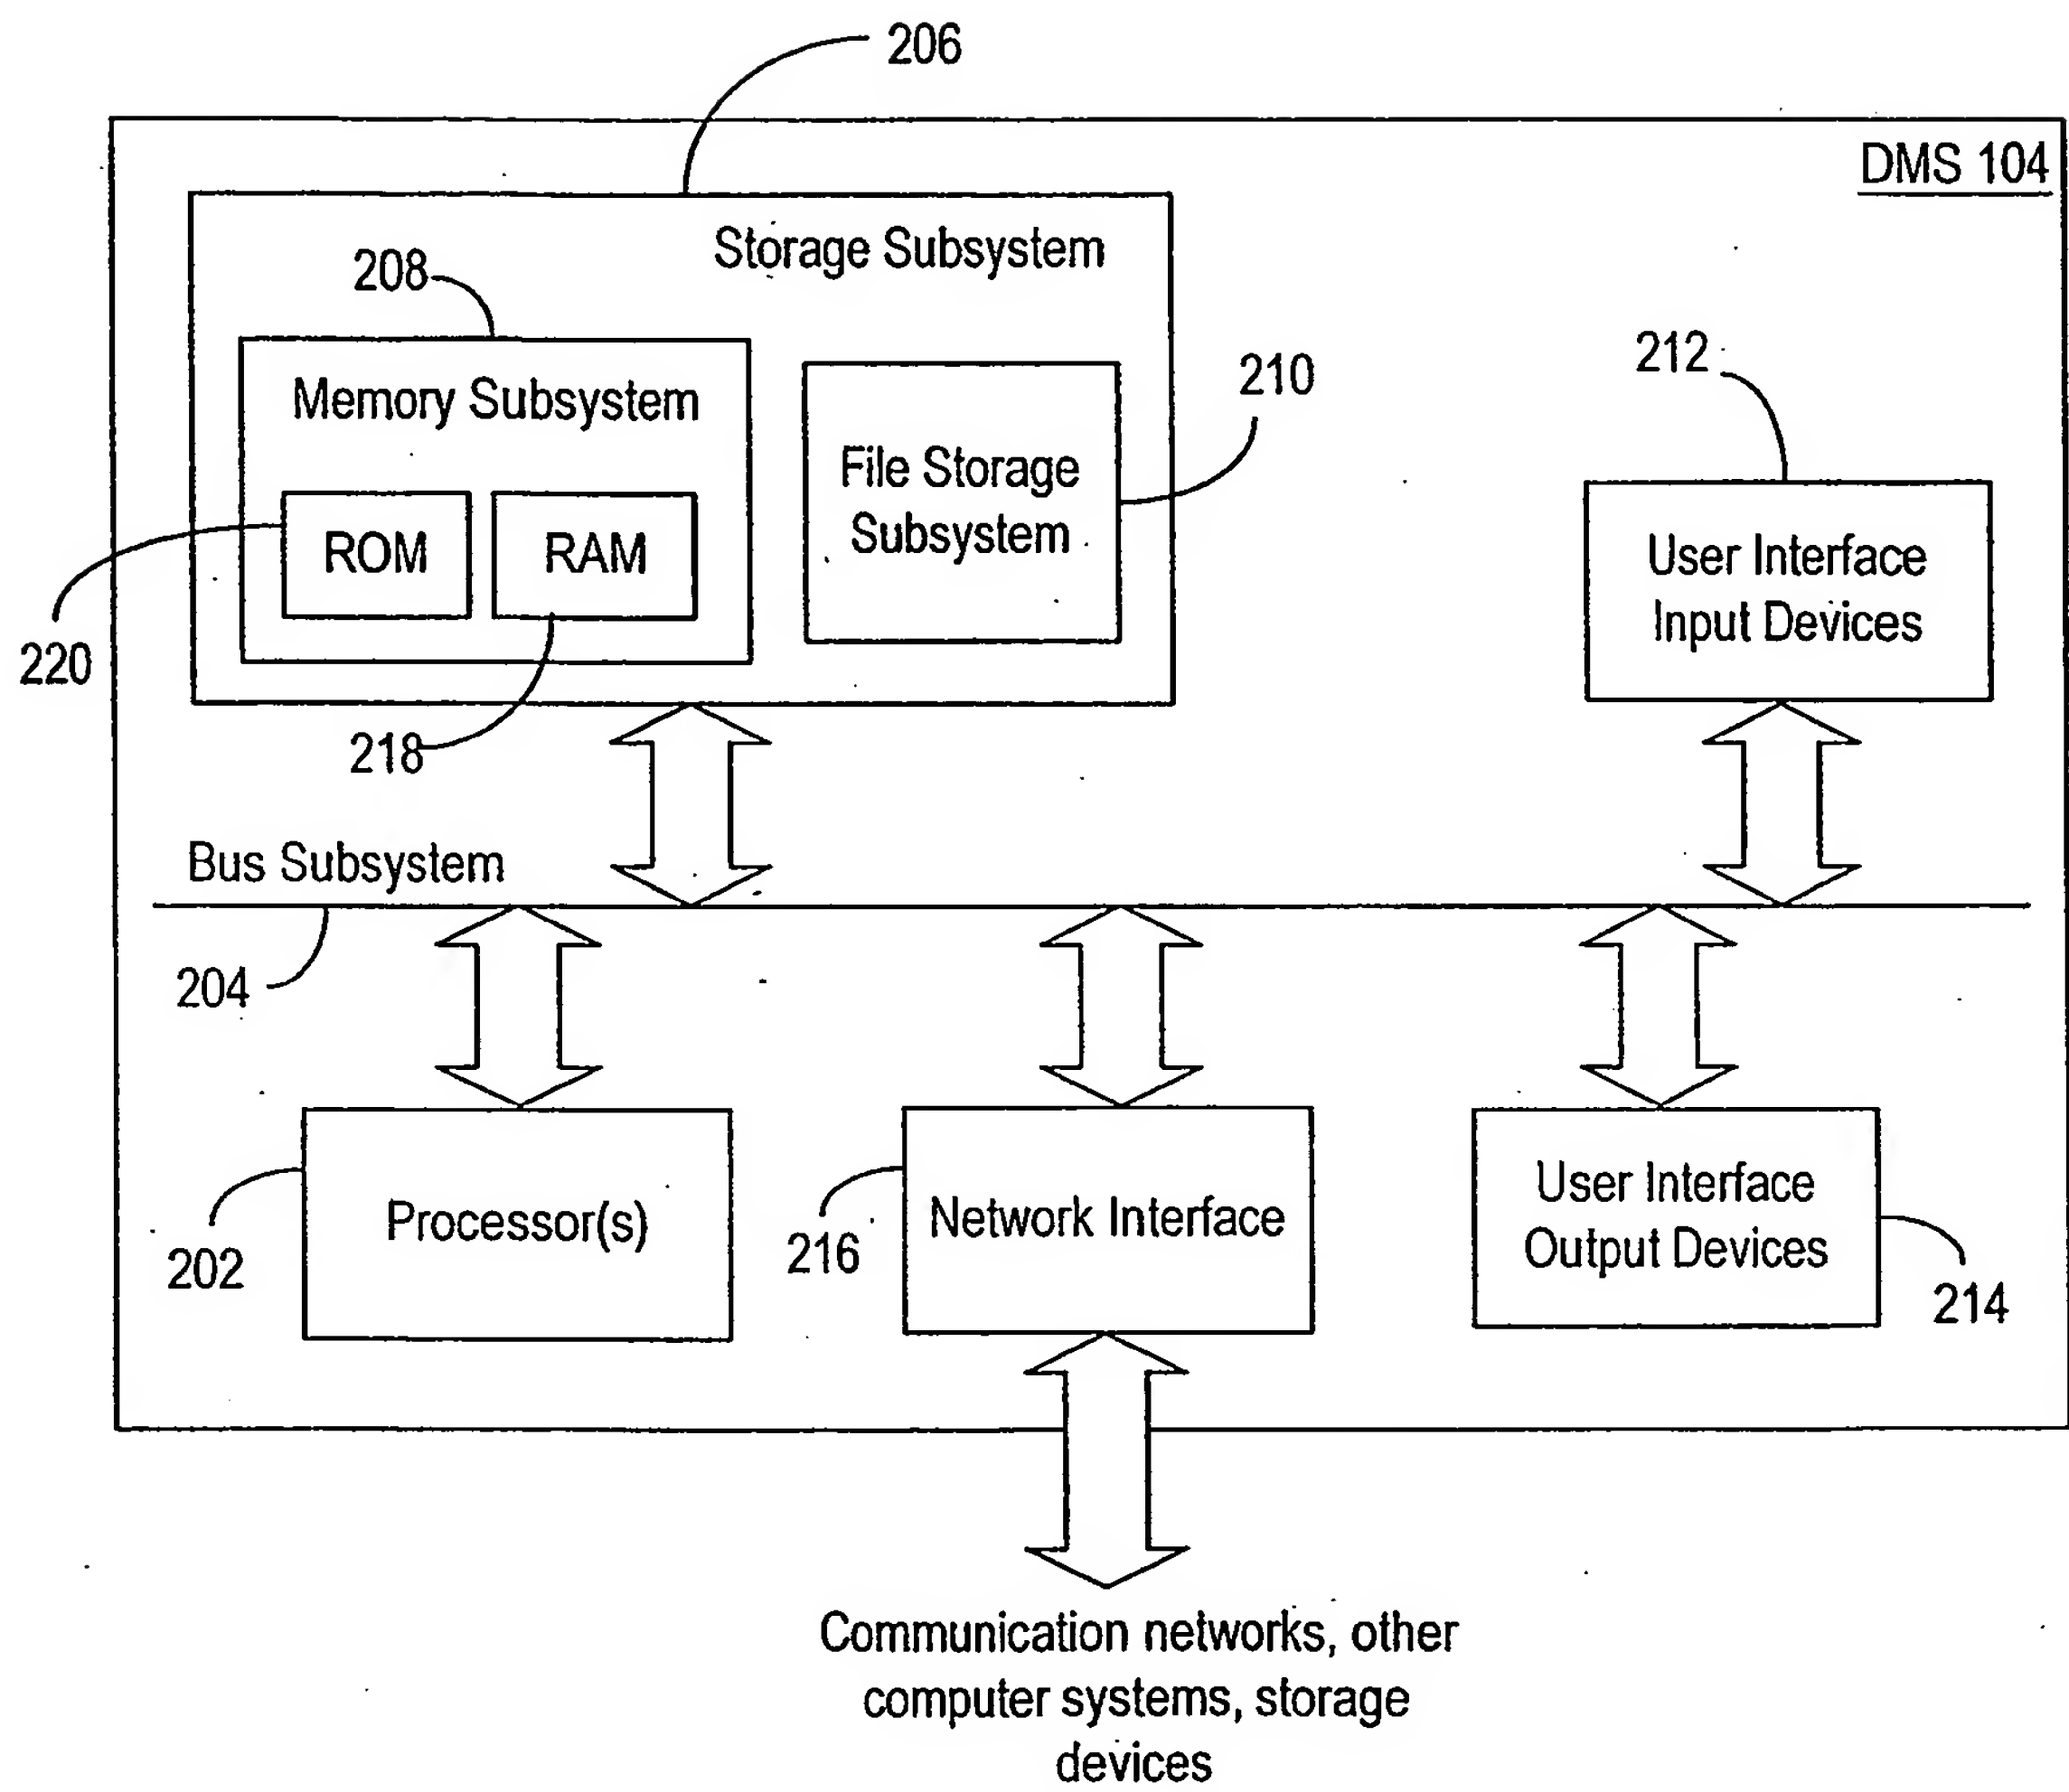 206
DMS 104
Storage Subsystem
208
Memory Subsystem
210
212
File Storage
Subsystem
ROM
RAM
User Interface
Input Devices
220
218
Bus Subsystem
204
Processor(s)
202
Network Interface
216
User Interface
Output Devices
214
Communication networks, other
computer systems, storage
devices